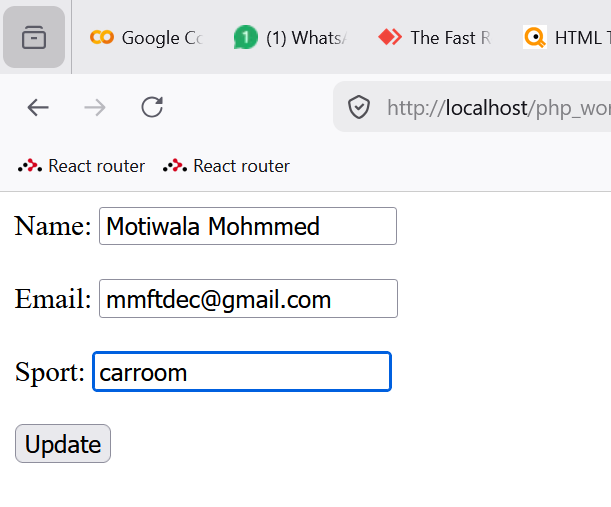 Google Co
(1) WhatsA
The Fast R
HTML T
http://localhost/php_wor
React router React router
Name: Motiwala Mohmmed
Email: mmftdec@gmail.com
Sport: carroom
Update